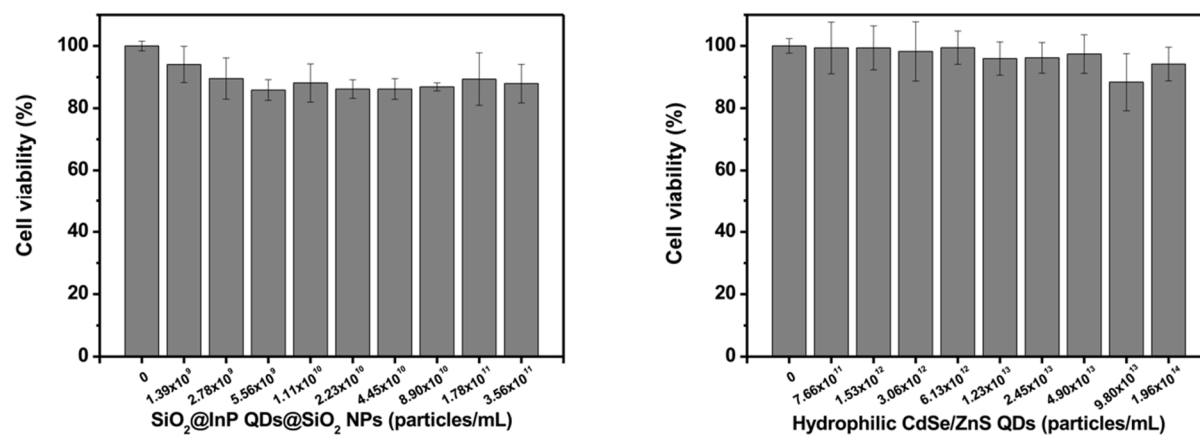 Cell viability (%)
100
80
60
40
20
0
0 1.39x10⁹ 2.78x10⁹ 5.56x10⁹ 1.11x10¹⁰ 2.23x10¹⁰ 4.45x10¹⁰ 8.90x10¹⁰ 1.78x10¹¹ 3.56x10¹¹
SiO₂@InP QDs@SiO₂ NPs (particles/mL)
Cell viability (%)
100
80
60
40
20
0
0 7.66x10¹¹ 1.53x10¹² 3.06x10¹² 6.13x10¹² 1.23x10¹³ 2.45x10¹³ 4.90x10¹³ 9.80x10¹³ 1.96x10¹⁴
Hydrophilic CdSe/ZnS QDs (particles/mL)